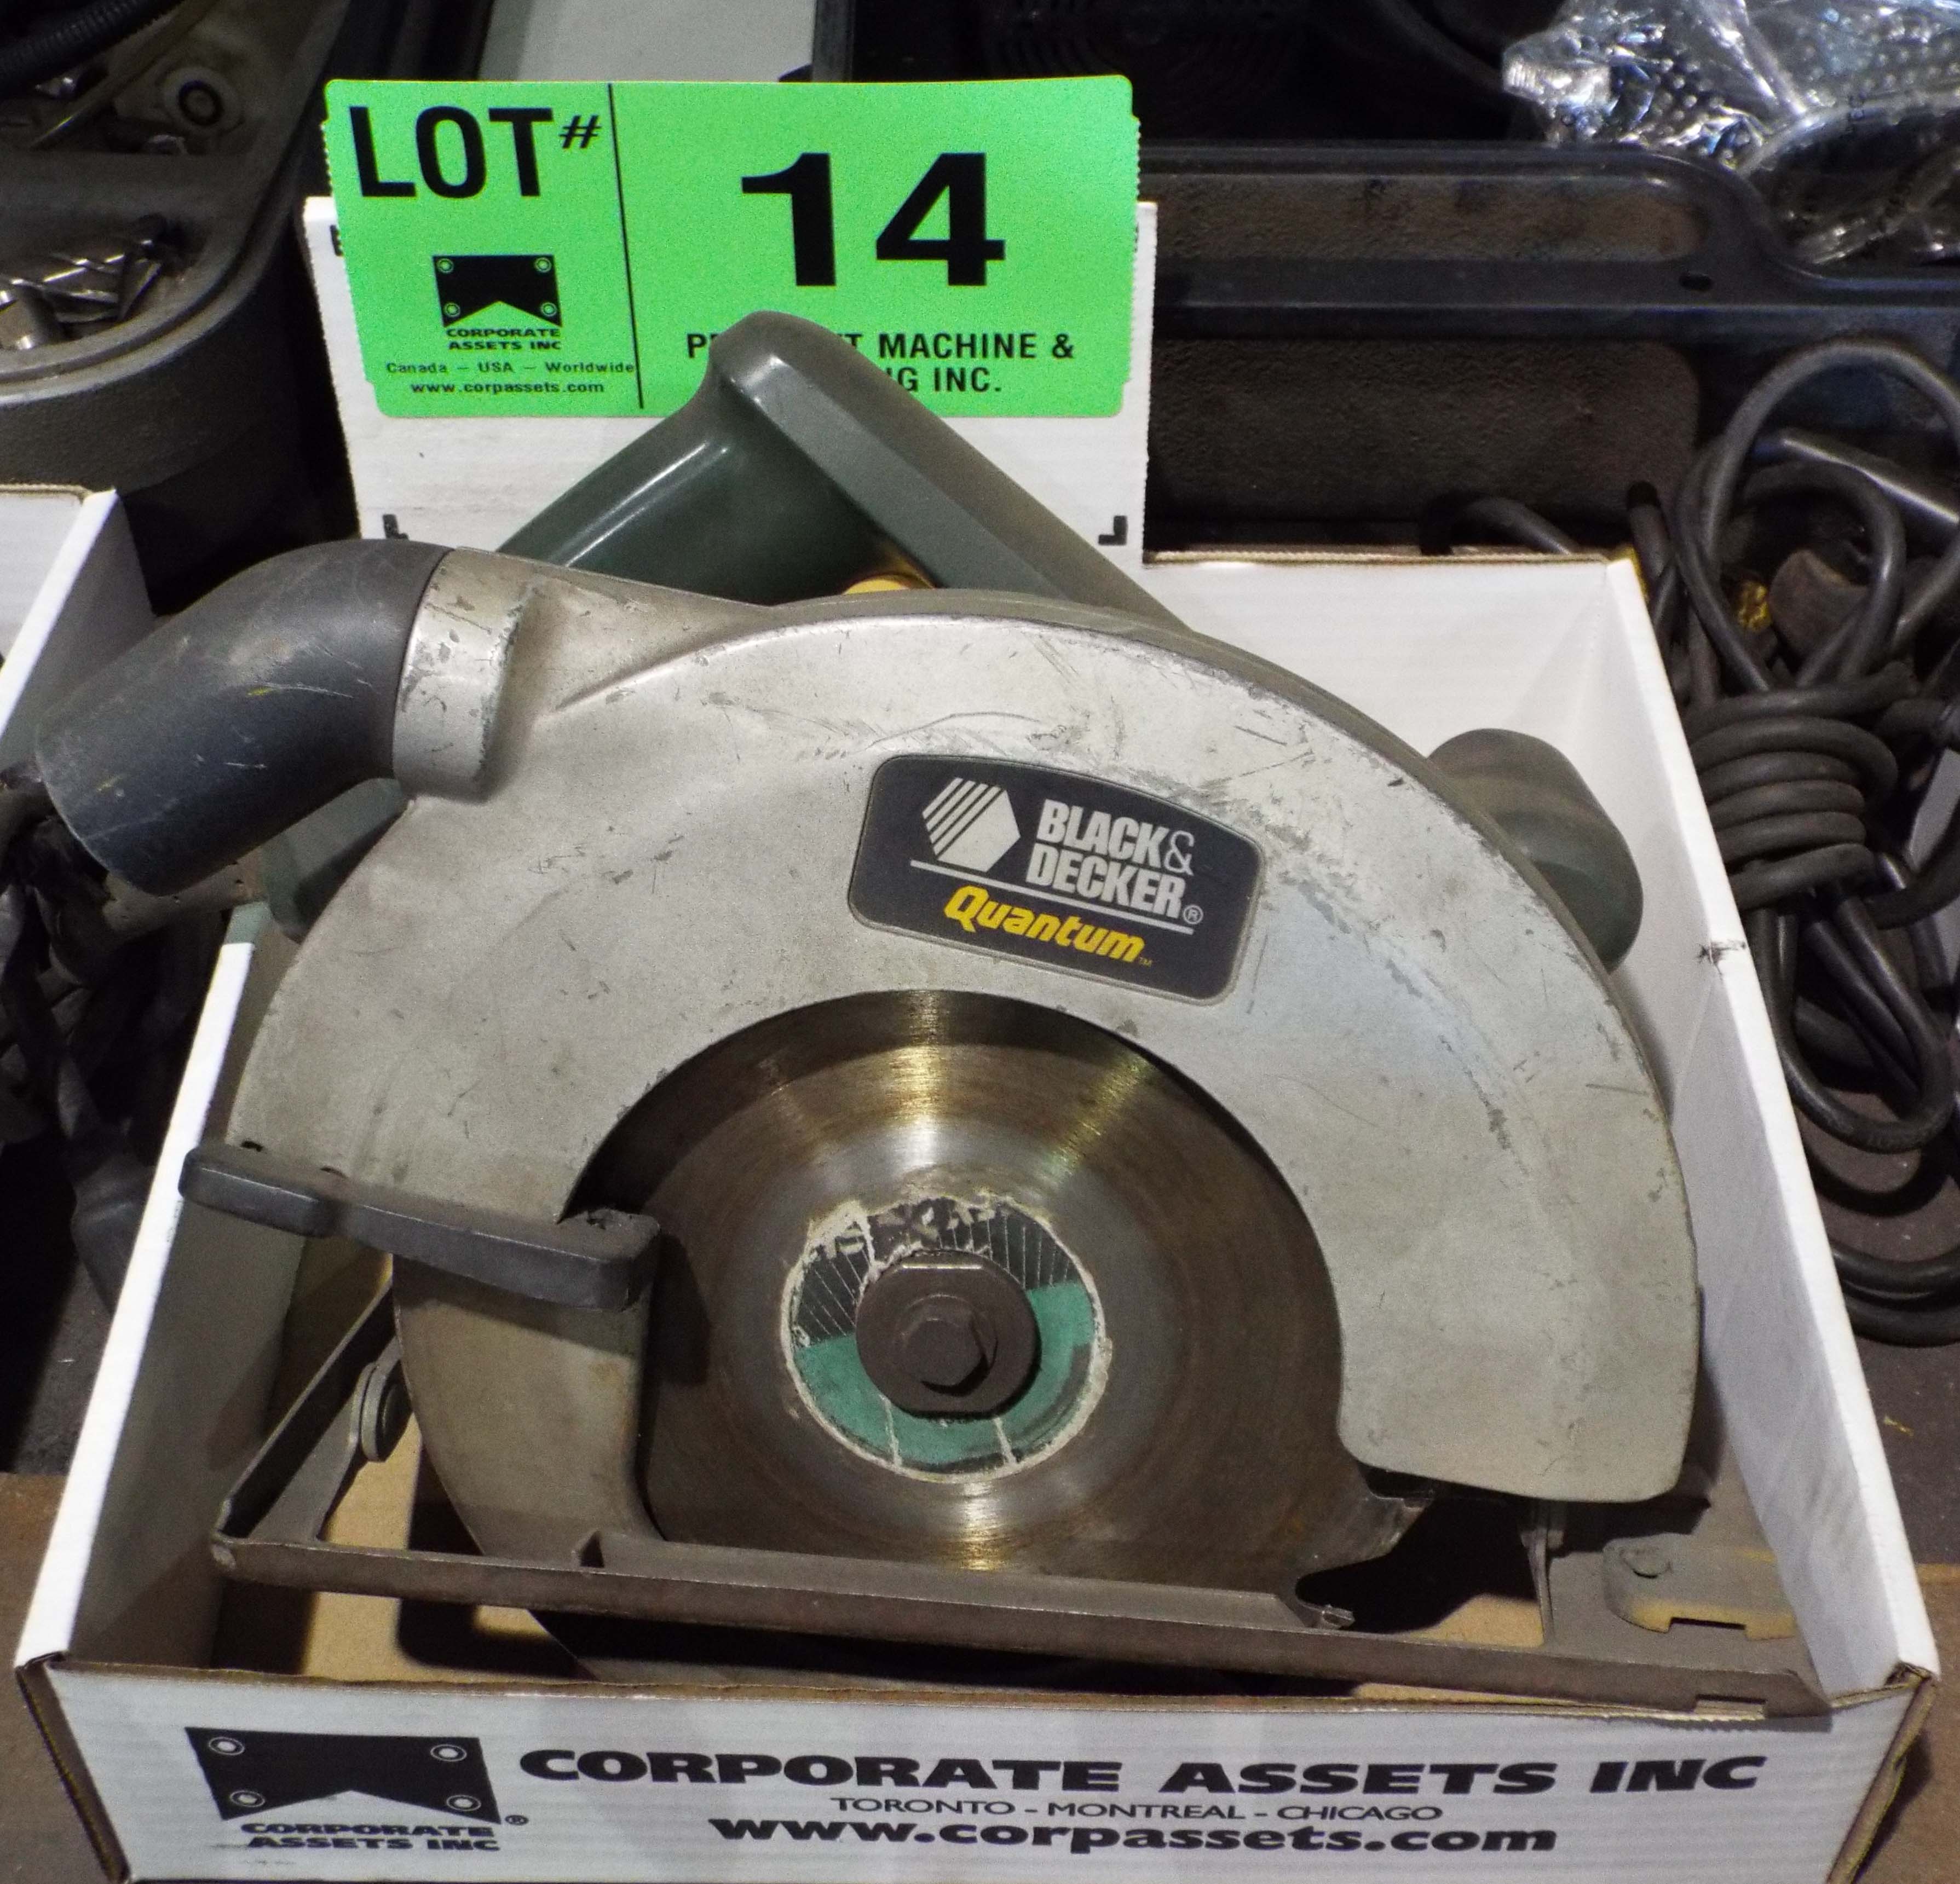 LOT# 14
CORPORATE
ASSETS INC
Canada – USA – Worldwide
www.corpassets.com
MACHINE &
INC.
BLACK&
DECKER®
Quantum™
CORPORATE
ASSETS INC
®
CORPORATE ASSETS INC
TORONTO - MONTREAL - CHICAGO
www.corpassets.com